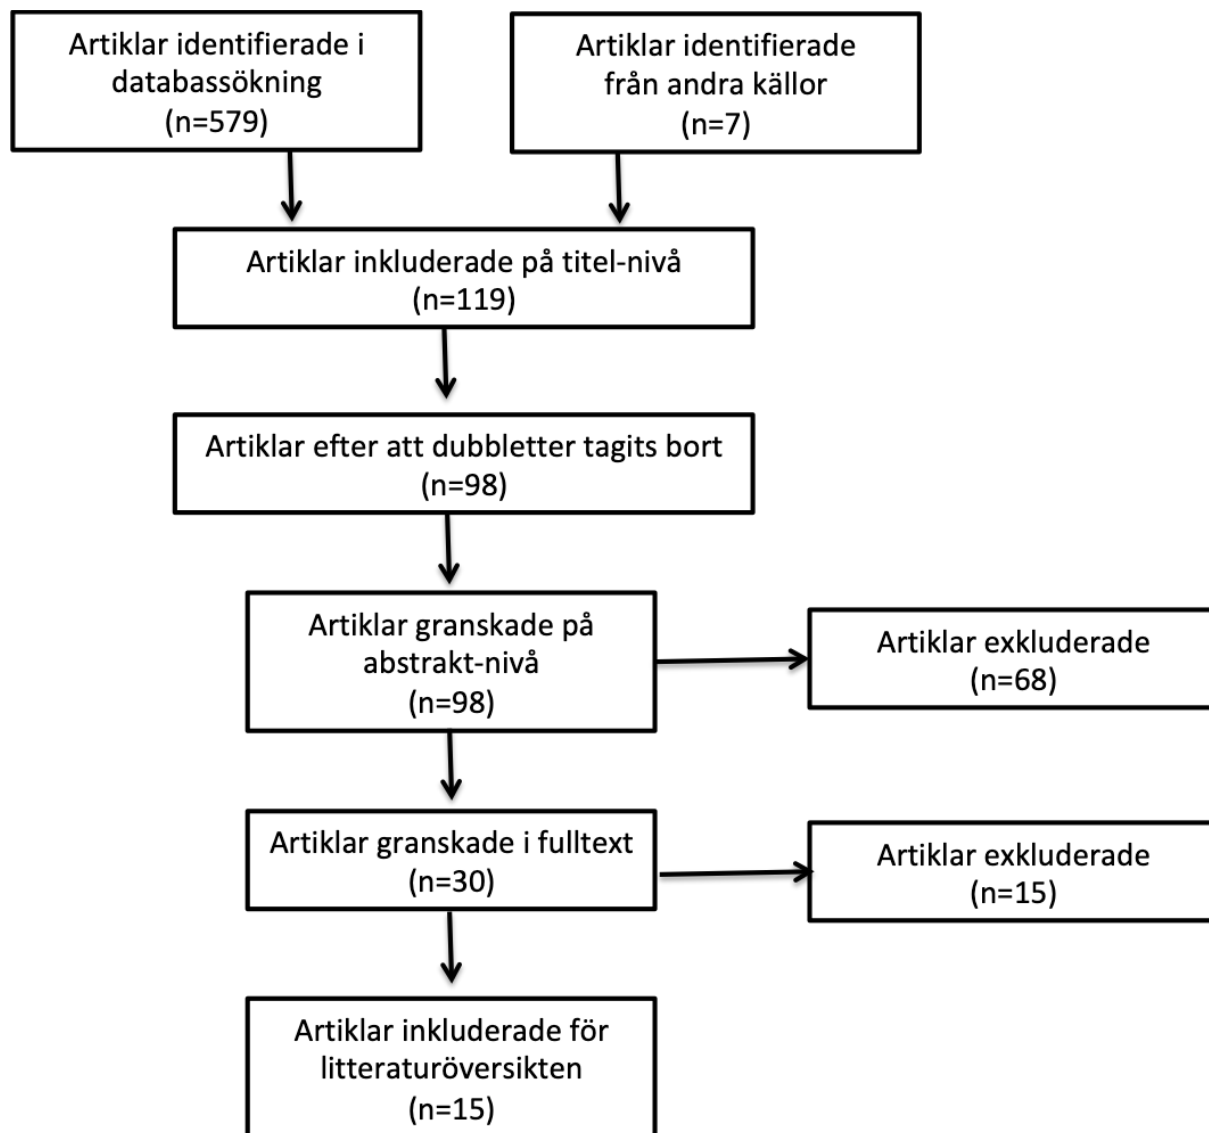 Artiklar identifierade i
databassökning
(n=579)
Artiklar identifierade
från andra källor
(n=7)
Artiklar inkluderade på titel-nivå
(n=119)
Artiklar efter att dubbletter tagits bort
(n=98)
Artiklar granskade på
abstrakt-nivå
(n=98)
Artiklar exkluderade
(n=68)
Artiklar granskade i fulltext
(n=30)
Artiklar exkluderade
(n=15)
Artiklar inkluderade för
litteraturöversikten
(n=15)